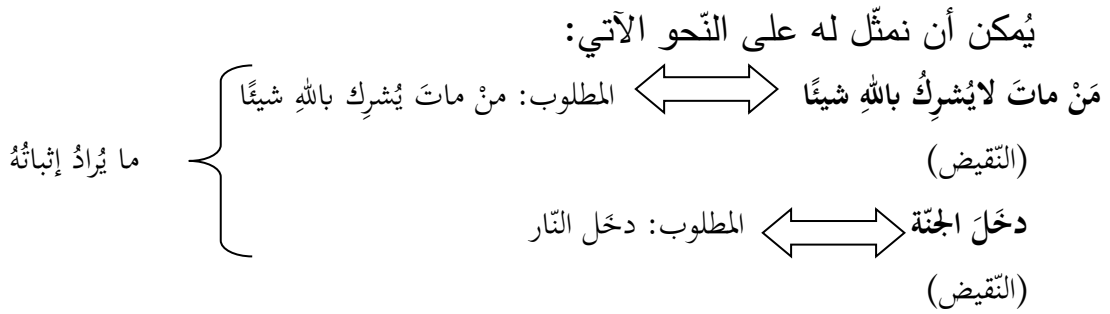 يُمكن أن نمثّل له على النّحو الآتي:
مَنْ ماتَ لايُشرِكُ باللهِ شيئًا المطلوب: منْ ماتَ يُشرِك باللهِ شيئًا
(النّقيض)
ما يُرادُ إثباتُهُ
دخَلَ الجنّة المطلوب: دخَل النّار
(النّقيض)